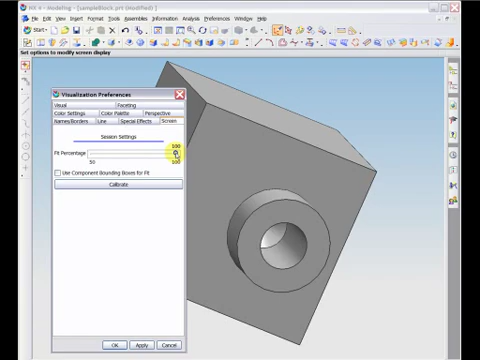 NX 4 - Modeling - [sampleBlock.prt (Modified) ]
File Edit View Insert Format Tools Assemblies Information Analysis Preferences Window Help
Start
Set options to modify screen display
Visualization Preferences
Visual Faceting
Color Settings Color Palette Perspective
Names/Borders Line Special Effects Screen
Session Settings
100
Fit Percentage
50 100
Use Component Bounding Boxes for Fit
Calibrate
OK Apply Cancel